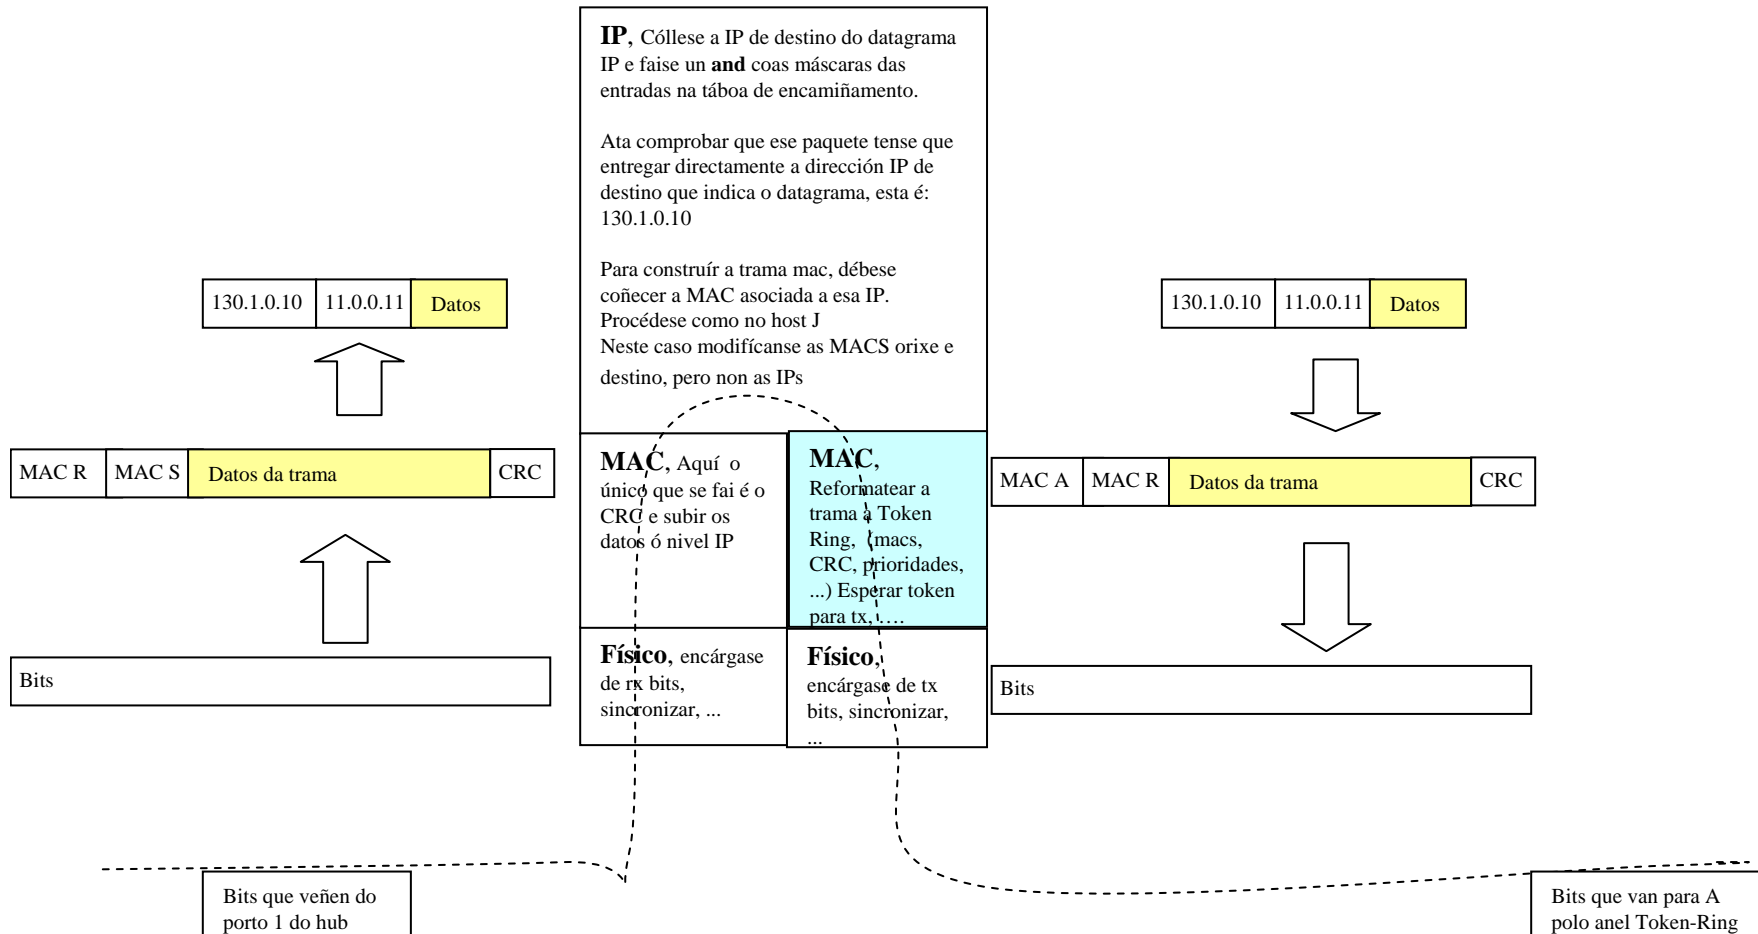 IP, Cóllese a IP de destino do datagrama
IP e faise un and coas máscaras das
entradas na táboa de encamiñamento.
Ata comprobar que ese paquete tense que
entregar directamente a dirección IP de
destino que indica o datagrama, esta é:
130.1.0.10
Para construír a trama mac, débese
coñecer a MAC asociada a esa IP.
Procédese como no host J
Neste caso modifícanse as MACS orixe e
destino, pero non as IPs
130.1.0.10 11.0.0.11 Datos
130.1.0.10 11.0.0.11 Datos
MAC R MAC S Datos da trama CRC
MAC, Aquí o
único que se fai é o
CRC e subir os
datos ó nivel IP
MAC,
Reformatear a
trama a Token
Ring, (macs,
CRC, prioridades,
...) Esperar token
para tx, ….
MAC A MAC R Datos da trama CRC
Bits
Físico, encárgase
de rx bits,
sincronizar, ...
Físico,
encárgase de tx
bits, sincronizar,
...
Bits
Bits que veñen do
porto 1 do hub
Bits que van para A
polo anel Token-Ring